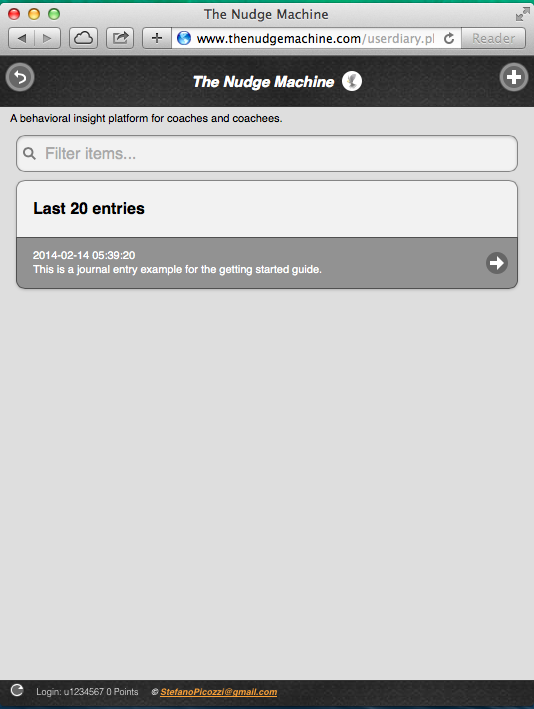 The Nudge Machine
www.thenudgemachine.com/userdiary.pl
Reader
The Nudge Machine
A behavioral insight platform for coaches and coachees.
Filter items...
Last 20 entries
2014-02-14 05:39:20
This is a journal entry example for the getting started guide.
Login: u1234567 0 Points © StefanoPicozzi@gmail.com